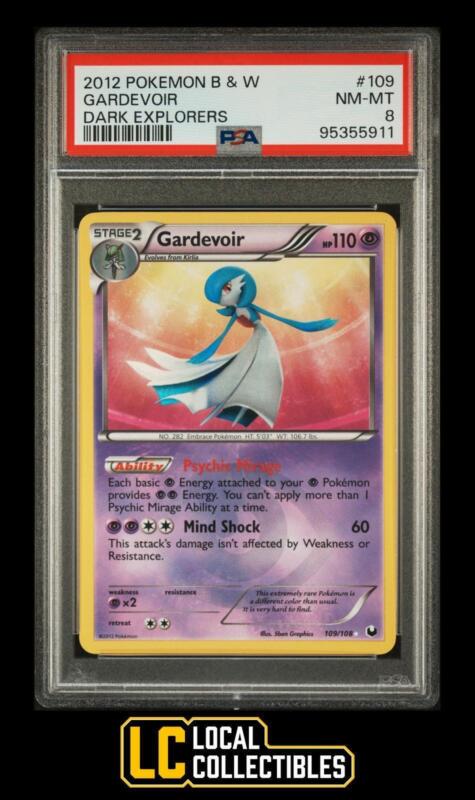 2012 POKEMON B & W #109
GARDEVOIR NM-MT
DARK EXPLORERS 8
PSA 95355911
STAGE2 Gardevoir HP110
Evolves from Kirlia
NO. 282 Embrace Pokémon HT. 5'03" WT. 106.7 lbs.
Ability Psychic Mirage
Each basic Energy attached to your Pokémon
provides Energy. You can't apply more than 1
Psychic Mirage Ability at a time.
Mind Shock 60
This attack's damage isn't affected by Weakness or
Resistance.
weakness resistance
×2
This extremely rare Pokémon is
a different color than usual.
It is very hard to find.
retreat
©2012 Pokémon
Illus. 5ban Graphics 109/108
PSA
LC LOCAL
COLLECTIBLES